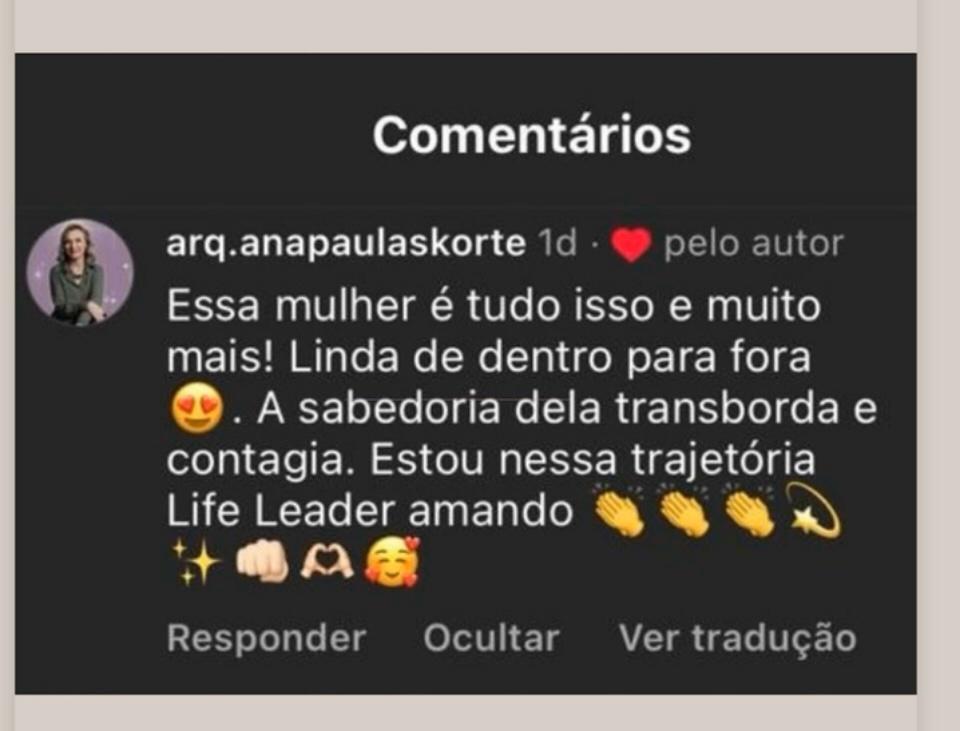 Comentários
arq.anapaulaskorte 1d · ❤️ pelo autor
Essa mulher é tudo isso e muito
mais! Linda de dentro para fora
😍. A sabedoria dela transborda e
contagia. Estou nessa trajetória
Life Leader amando 👏👏👏💫
✨👊🏻🫶🏻🥰
Responder Ocultar Ver tradução